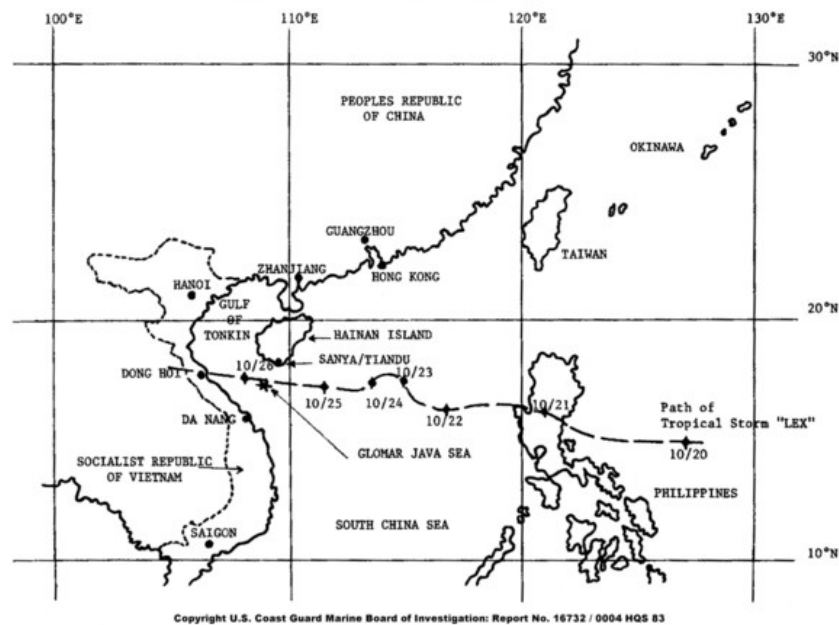 100°E
110°E
120°E
130°E
30°N
PEOPLES REPUBLIC
OF CHINA
OKINAWA
GUANGZHOU
TAIWAN
ZHANJIANG
HONG KONG
HANOI
GULF
OF
TONKIN
20°N
HAINAN ISLAND
SANYA/TIANDU
DONG HOI
10/26
10/23
10/25
10/24
10/22
10/21
Path of
Tropical Storm "LEX"
10/20
DA NANG
GLOMAR JAVA SEA
SOCIALIST REPUBLIC
OF VIETNAM
PHILIPPINES
SOUTH CHINA SEA
SAIGON
10°N
Copyright U.S. Coast Guard Marine Board of Investigation: Report No. 16732 / 0004 HQS 83